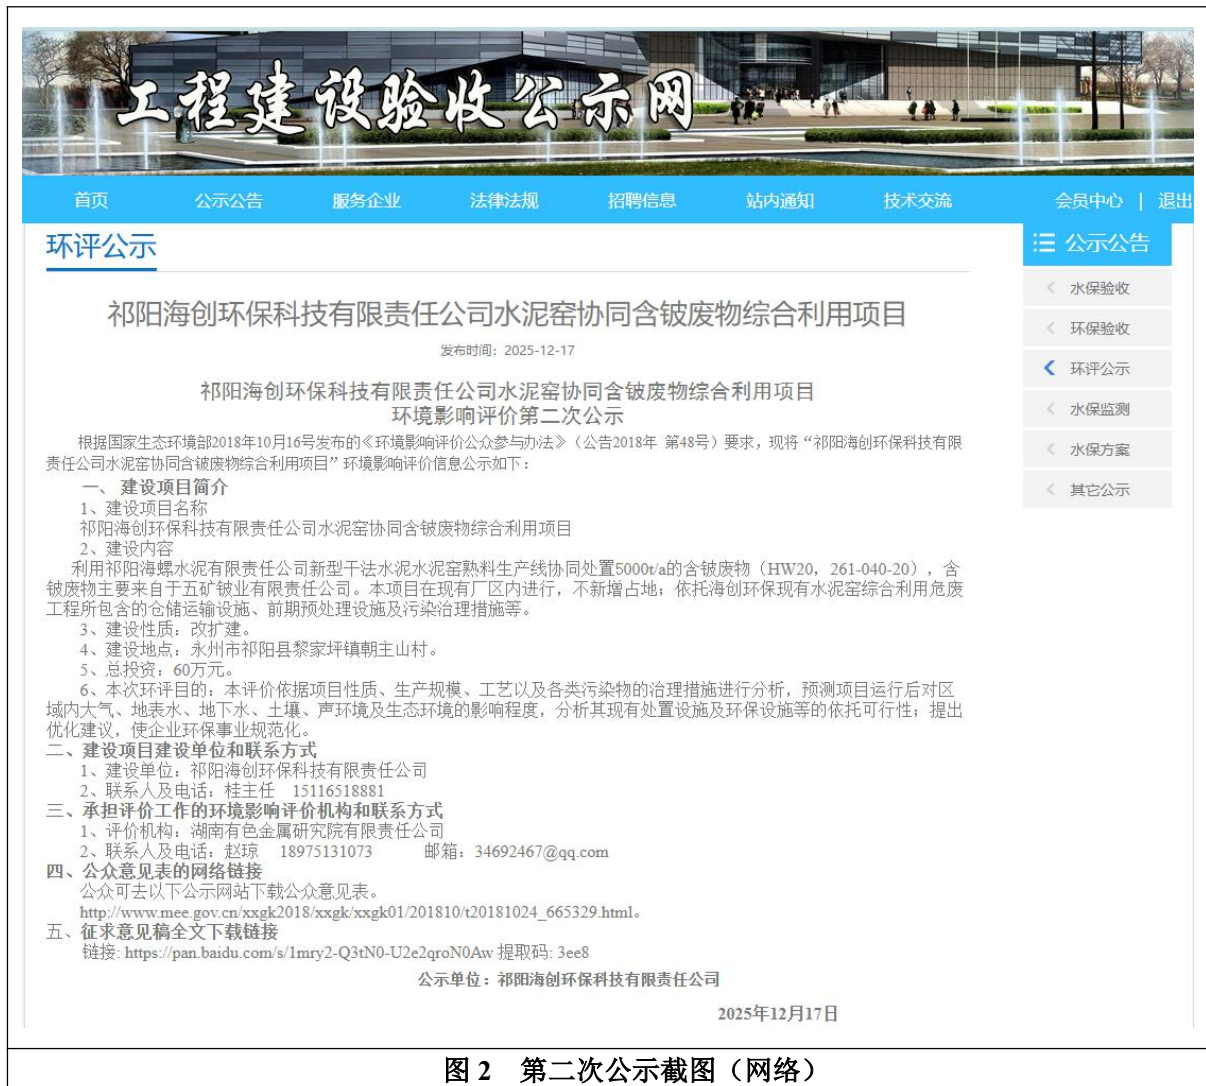 工程建设验收公示网
首页 公示公告 服务企业 法律法规 招聘信息 站内通知 技术交流 会员中心 | 退出
环评公示
公示公告
水保验收
环保验收
环评公示
水保监测
水保方案
其它公示
祁阳海创环保科技有限责任公司水泥窑协同含铍废物综合利用项目
发布时间：2025-12-17
祁阳海创环保科技有限责任公司水泥窑协同含铍废物综合利用项目
环境影响评价第二次公示
根据国家生态环境部2018年10月16号发布的《环境影响评价公众参与办法》（公告2018年 第48号）要求，现将“祁阳海创环保科技有限
责任公司水泥窑协同含铍废物综合利用项目”环境影响评价信息公示如下：
一、 建设项目简介
1、建设项目名称
祁阳海创环保科技有限责任公司水泥窑协同含铍废物综合利用项目
2、建设内容
利用祁阳海螺水泥有限责任公司新型干法水泥水泥窑熟料生产线协同处置5000t/a的含铍废物（HW20，261-040-20），含
铍废物主要来自于五矿铍业有限责任公司。本项目在现有厂区内进行，不新增占地；依托海创环保现有水泥窑综合利用危废
工程所包含的仓储运输设施、前期预处理设施及污染治理措施等。
3、建设性质：改扩建。
4、建设地点：永州市祁阳县黎家坪镇朝主山村。
5、总投资：60万元。
6、本次环评目的：本评价依据项目性质、生产规模、工艺以及各类污染物的治理措施进行分析，预测项目运行后对区
域内大气、地表水、地下水、土壤、声环境及生态环境的影响程度，分析其现有处置设施及环保设施等的依托可行性；提出
优化建议，使企业环保事业规范化。
二、建设项目建设单位和联系方式
1、建设单位：祁阳海创环保科技有限责任公司
2、联系人及电话：桂主任 15116518881
三、承担评价工作的环境影响评价机构和联系方式
1、评价机构：湖南有色金属研究院有限责任公司
2、联系人及电话：赵琼 18975131073 邮箱：34692467@qq.com
四、公众意见表的网络链接
公众可去以下公示网站下载公众意见表。
http://www.mee.gov.cn/xxgk2018/xxgk/xxgk01/201810/t20181024_665329.html。
五、征求意见稿全文下载链接
链接: https://pan.baidu.com/s/1mry2-Q3tN0-U2e2qroN0Aw 提取码: 3ee8
公示单位：祁阳海创环保科技有限责任公司
2025年12月17日
图 2 第二次公示截图（网络）